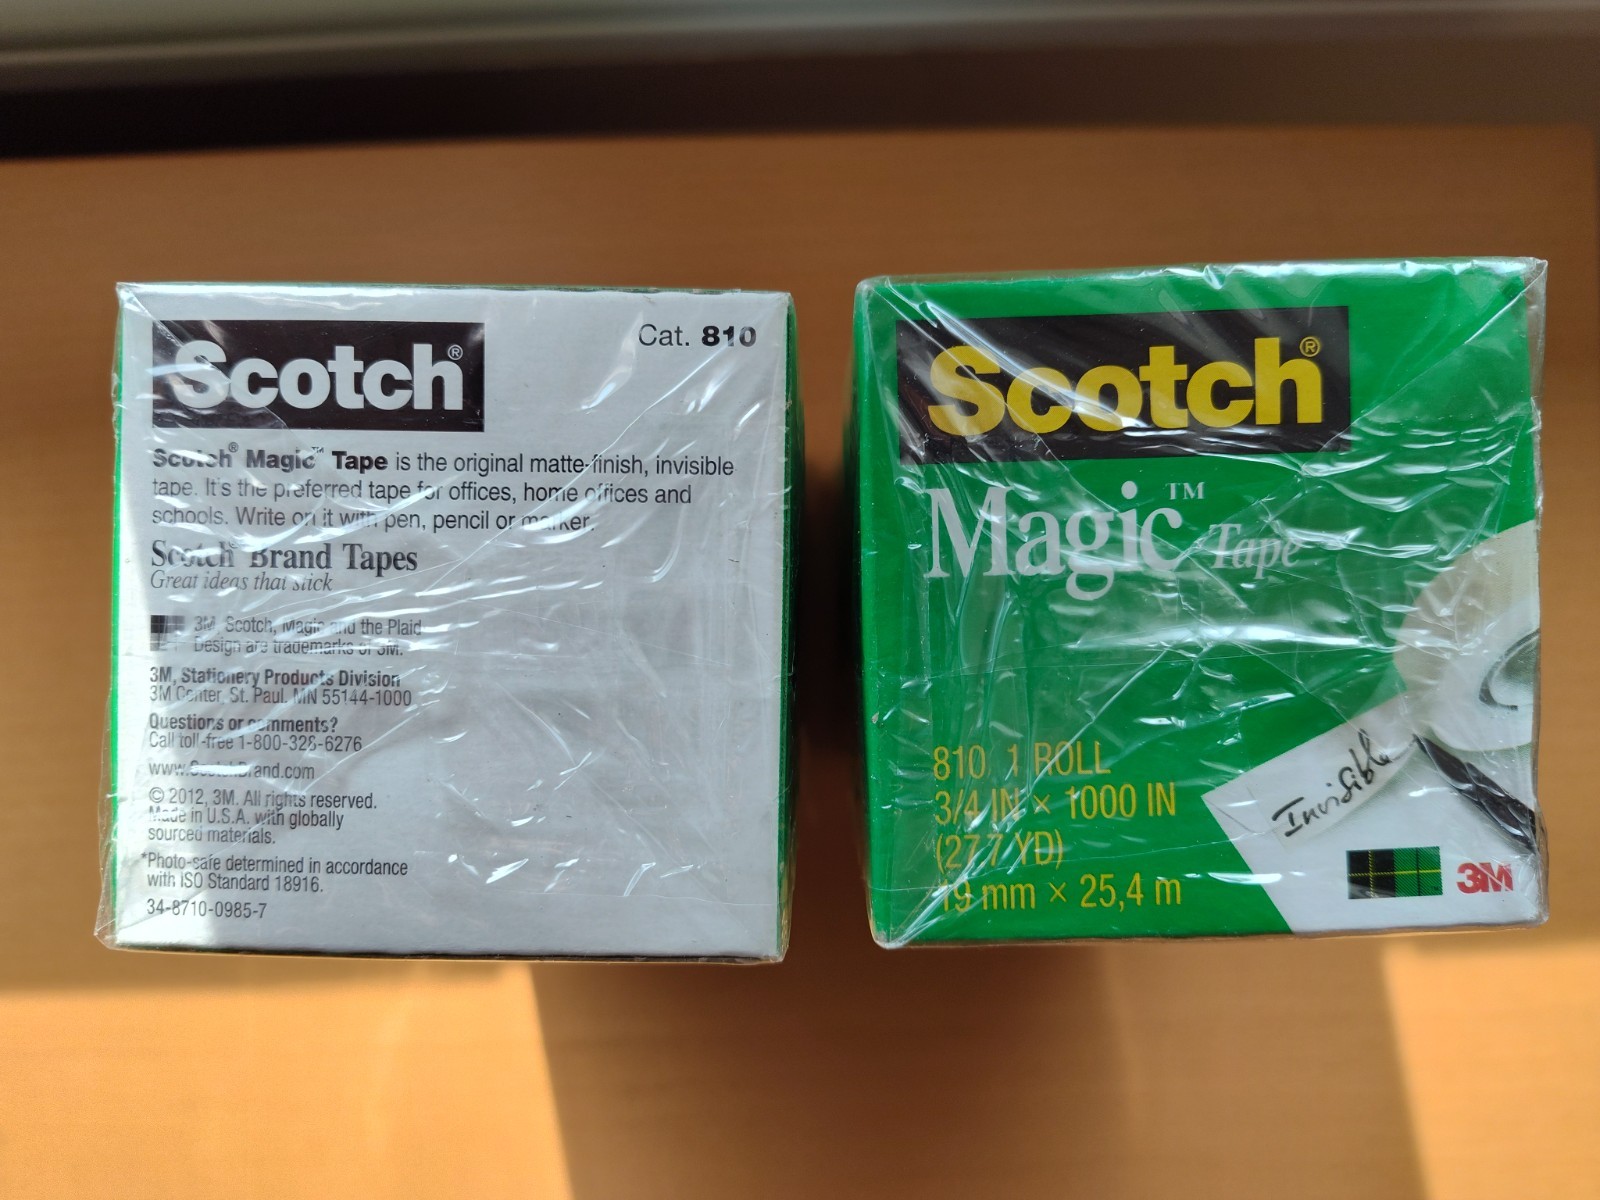 Scotch®
Cat. 810
Scotch® Magic™ Tape is the original matte-finish, invisible
tape. It's the preferred tape for offices, home offices and
schools. Write on it with pen, pencil or marker.
Scotch® Brand Tapes
Great ideas that stick
3M, Scotch, Magic and the Plaid
Design are trademarks of 3M.
3M, Stationery Products Division
3M Center, St. Paul, MN 55144-1000
Questions or comments?
Call toll-free 1-800-328-6276
www.ScotchBrand.com
© 2012, 3M. All rights reserved.
Made in U.S.A. with globally
sourced materials.
*Photo-safe determined in accordance
with ISO Standard 18916.
34-8710-0985-7
Scotch®
Magic™ Tape
810 1 ROLL
3/4 IN × 1000 IN
(27.7 YD)
19 mm × 25,4 m
Invisible
3M